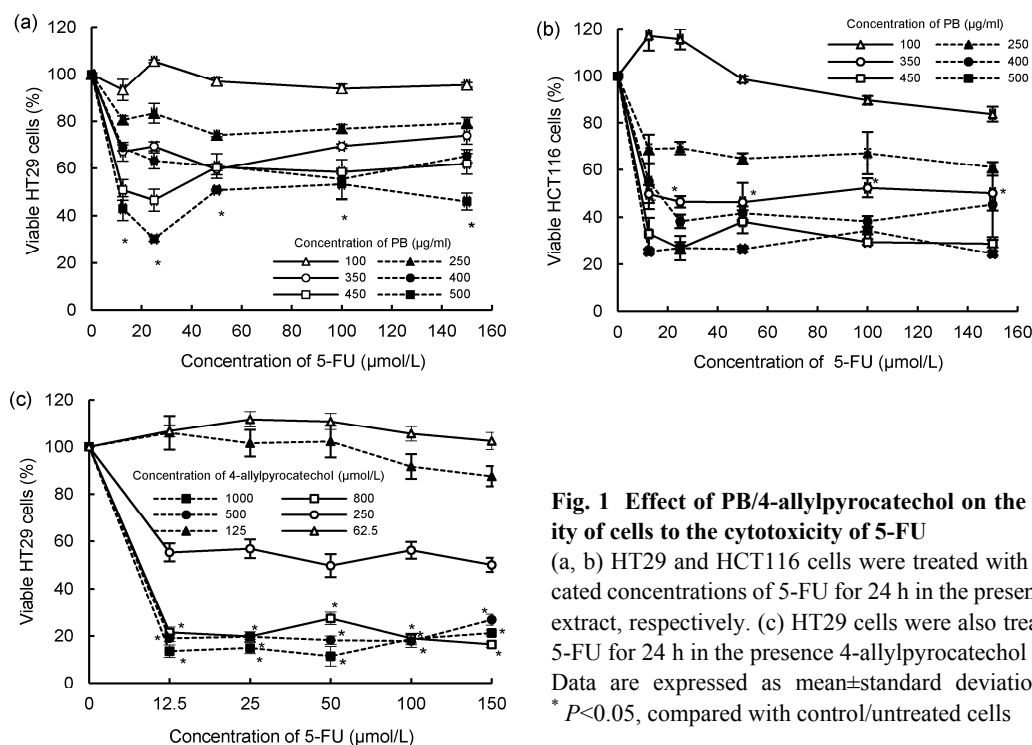 (a)
120
100
80
60
40
20
0
Viable HT29 cells (%)
0 20 40 60 80 100 120 140 160
Concentration of 5-FU (μmol/L)
Concentration of PB (μg/ml)
100 250
350 400
450 500
* * * * *
(b)
120
100
80
60
40
20
0
Viable HCT116 cells (%)
0 20 40 60 80 100 120 140 160
Concentration of 5-FU (μmol/L)
Concentration of PB (μg/ml)
100 250
350 400
450 500
* * * *
(c)
120
100
80
60
40
20
0
Viable HT29 cells (%)
0 12.5 25 50 100 150
Concentration of 5-FU (μmol/L)
Concentration of 4-allylpyrocatechol (μmol/L)
1000 800
500 250
125 62.5
* * * * * * * * * * * * * * *
Fig. 1 Effect of PB/4-allylpyrocatechol on the
ity of cells to the cytotoxicity of 5-FU
(a, b) HT29 and HCT116 cells were treated with
cated concentrations of 5-FU for 24 h in the presen
extract, respectively. (c) HT29 cells were also trea
5-FU for 24 h in the presence 4-allylpyrocatechol
Data are expressed as mean±standard deviatio
* P<0.05, compared with control/untreated cells